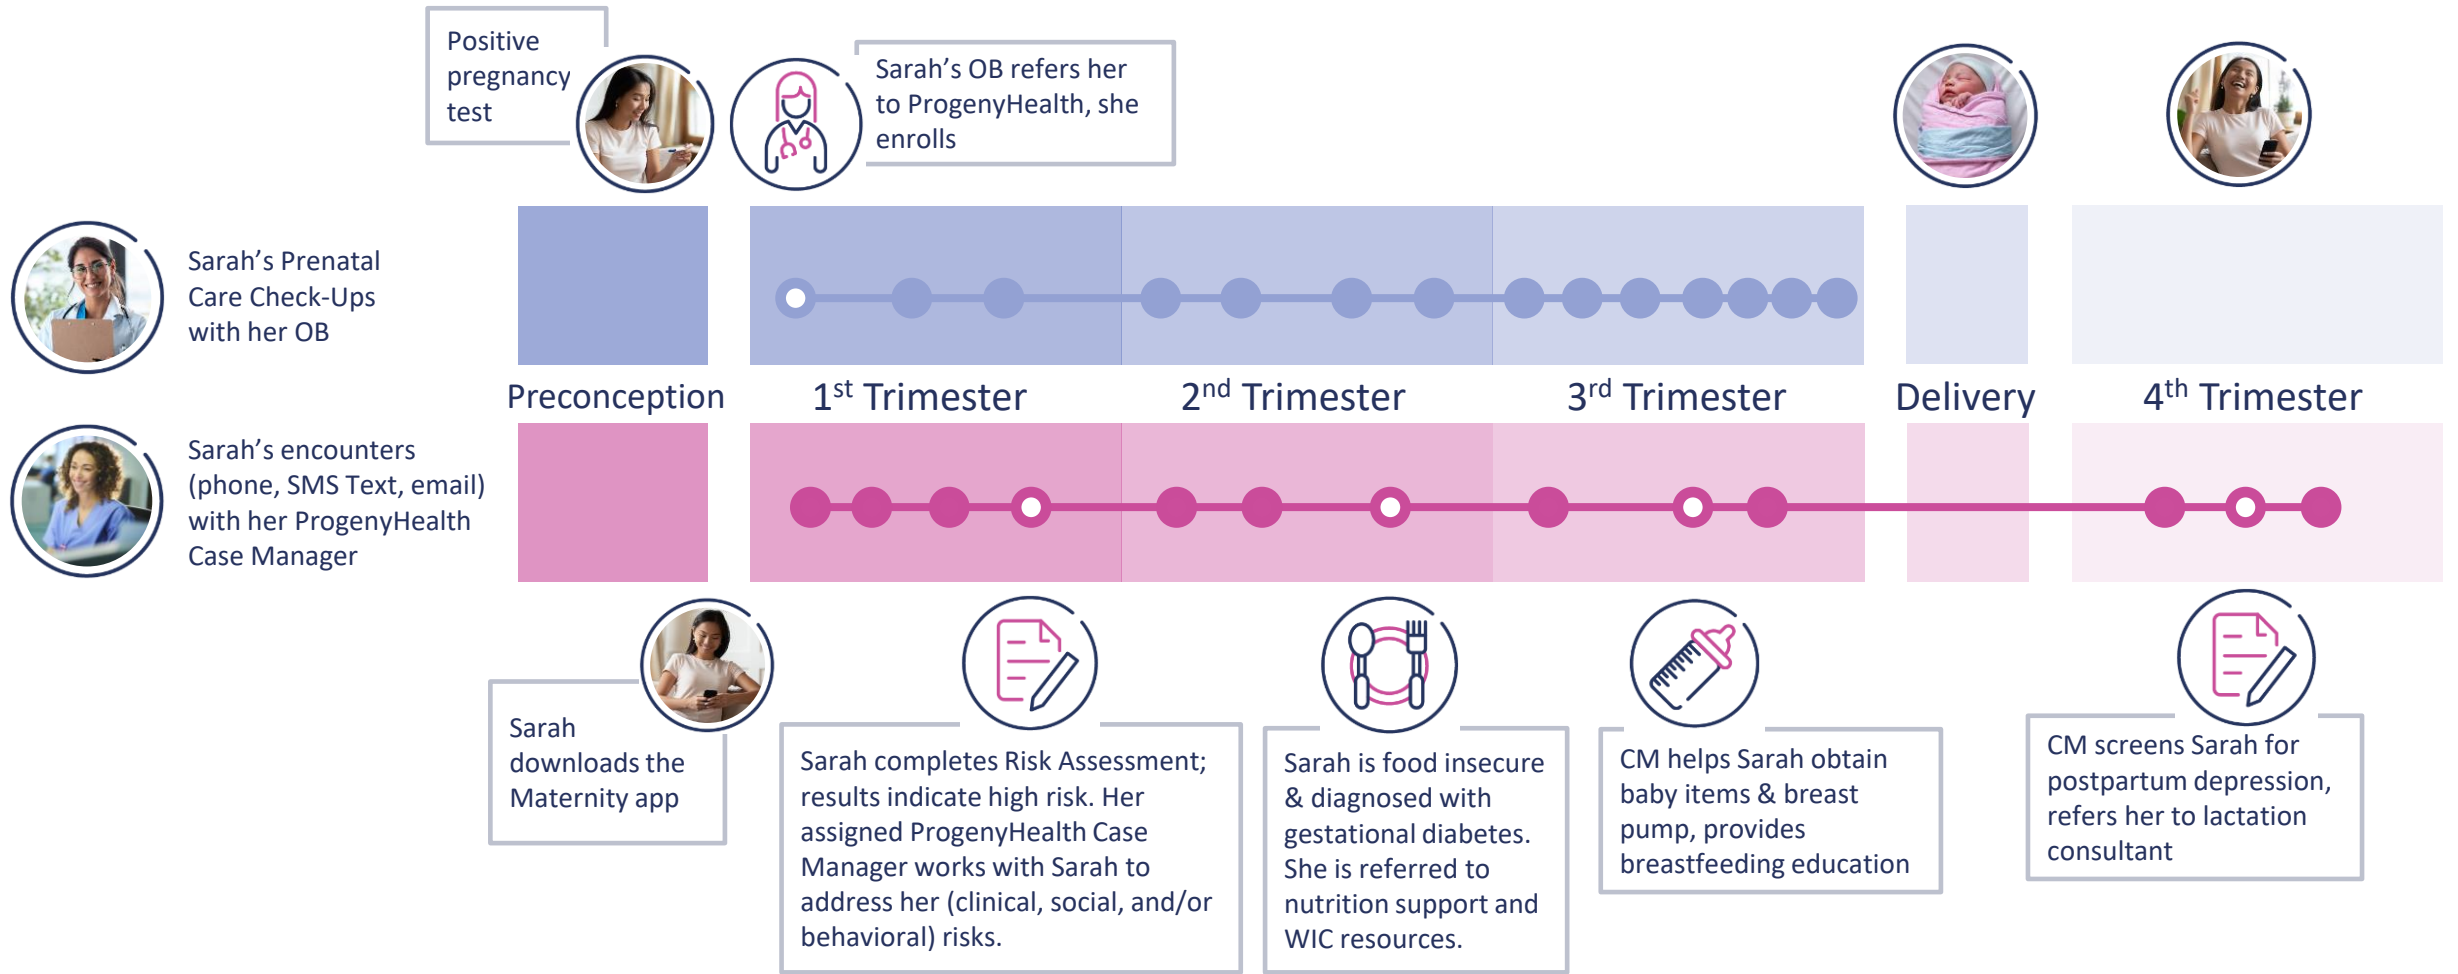 Positive
pregnancy
test
Sarah’s OB refers her
to ProgenyHealth, she
enrolls
Sarah’s Prenatal
Care Check-Ups
with her OB
Preconception
1st Trimester
2nd Trimester
3rd Trimester
Delivery
4th Trimester
Sarah’s encounters
(phone, SMS Text, email)
with her ProgenyHealth
Case Manager
Sarah
downloads the
Maternity app
Sarah completes Risk Assessment;
results indicate high risk. Her
assigned ProgenyHealth Case
Manager works with Sarah to
address her (clinical, social, and/or
behavioral) risks.
Sarah is food insecure
& diagnosed with
gestational diabetes.
She is referred to
nutrition support and
WIC resources.
CM helps Sarah obtain
baby items & breast
pump, provides
breastfeeding education
CM screens Sarah for
postpartum depression,
refers her to lactation
consultant